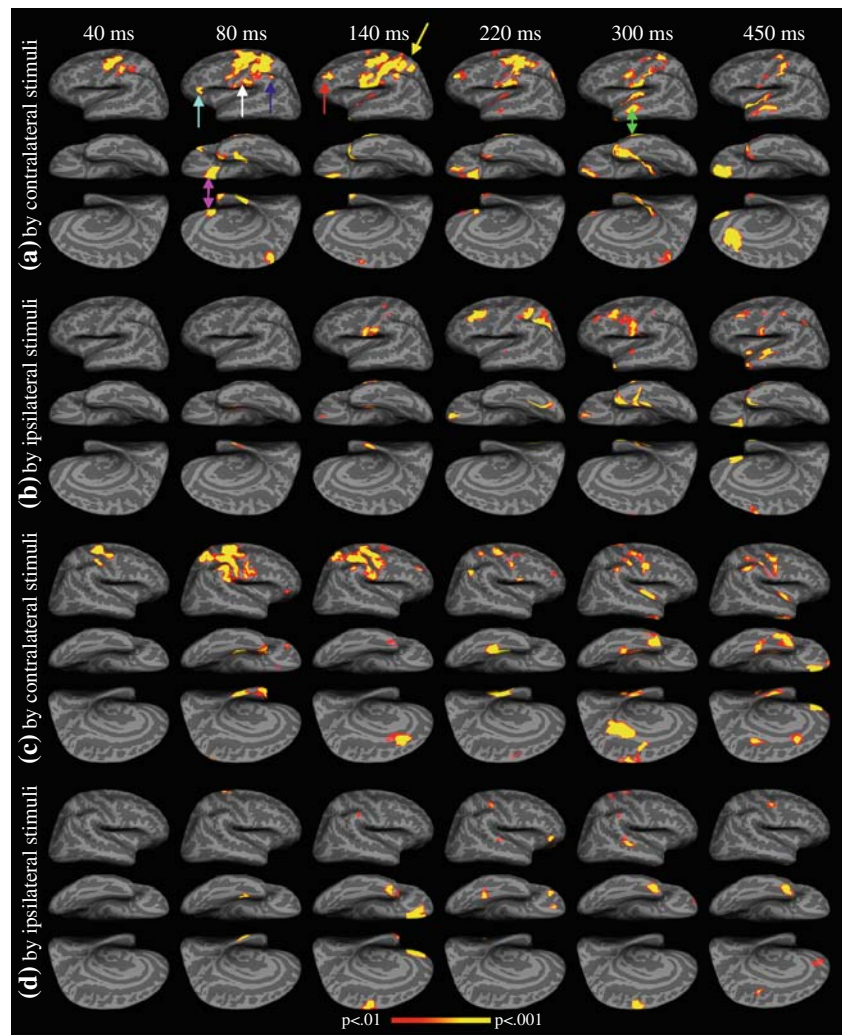 40 ms 80 ms 140 ms 220 ms 300 ms 450 ms
(a) by contralateral stimuli
(b) by ipsilateral stimuli
(c) by contralateral stimuli
(d) by ipsilateral stimuli
p<.01 p<.001